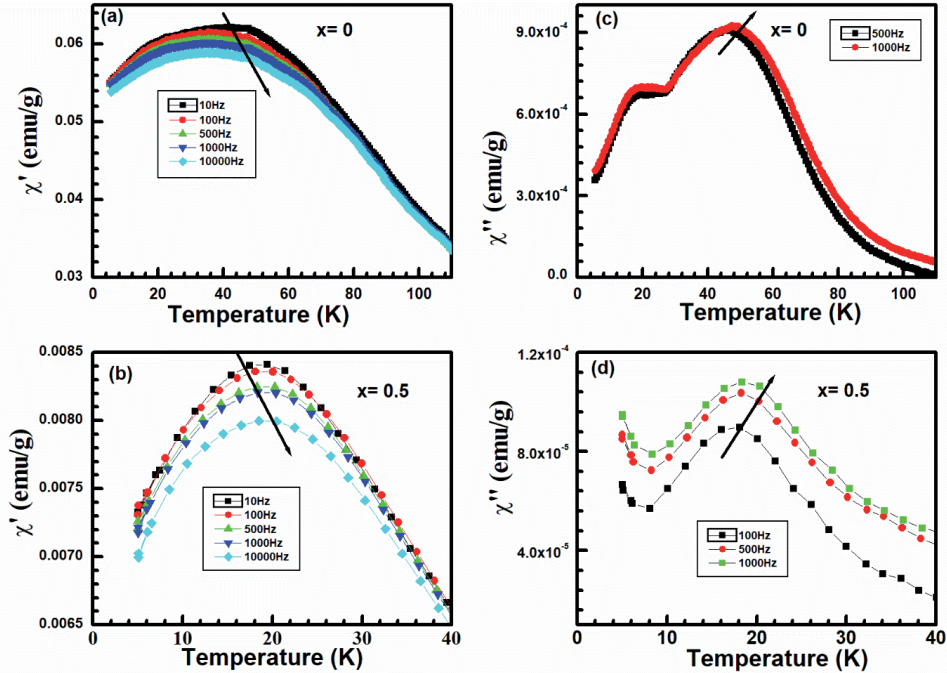 (a)
x= 0
0.06
0.05
0.04
0.03
χ' (emu/g)
10Hz
100Hz
500Hz
1000Hz
10000Hz
0 20 40 60 80 100
Temperature (K)
(c)
x= 0
9.0x10⁻⁴
6.0x10⁻⁴
3.0x10⁻⁴
0.0
χ'' (emu/g)
500Hz
1000Hz
0 20 40 60 80 100
Temperature (K)
(b)
x= 0.5
0.0085
0.0080
0.0075
0.0070
0.0065
χ' (emu/g)
10Hz
100Hz
500Hz
1000Hz
10000Hz
0 10 20 30 40
Temperature (K)
(d)
x= 0.5
1.2x10⁻⁴
8.0x10⁻⁵
4.0x10⁻⁵
χ'' (emu/g)
100Hz
500Hz
1000Hz
0 10 20 30 40
Temperature (K)